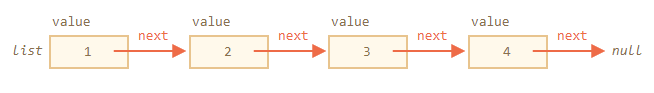 value value value value
next next next next
list 1 2 3 4 null